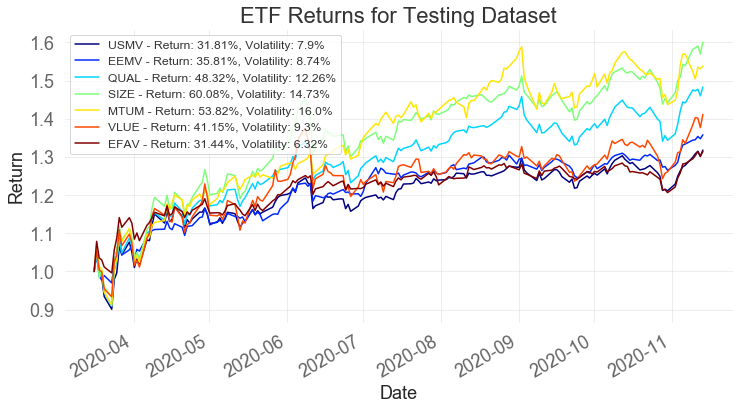 ETF Returns for Testing Dataset
USMV - Return: 31.81%, Volatility: 7.9%
EEMV - Return: 35.81%, Volatility: 8.74%
QUAL - Return: 48.32%, Volatility: 12.26%
SIZE - Return: 60.08%, Volatility: 14.73%
MTUM - Return: 53.82%, Volatility: 16.0%
VLUE - Return: 41.15%, Volatility: 9.3%
EFAV - Return: 31.44%, Volatility: 6.32%
Return
1.6
1.5
1.4
1.3
1.2
1.1
1.0
0.9
2020-04
2020-05
2020-06
2020-07
2020-08
2020-09
2020-10
2020-11
Date